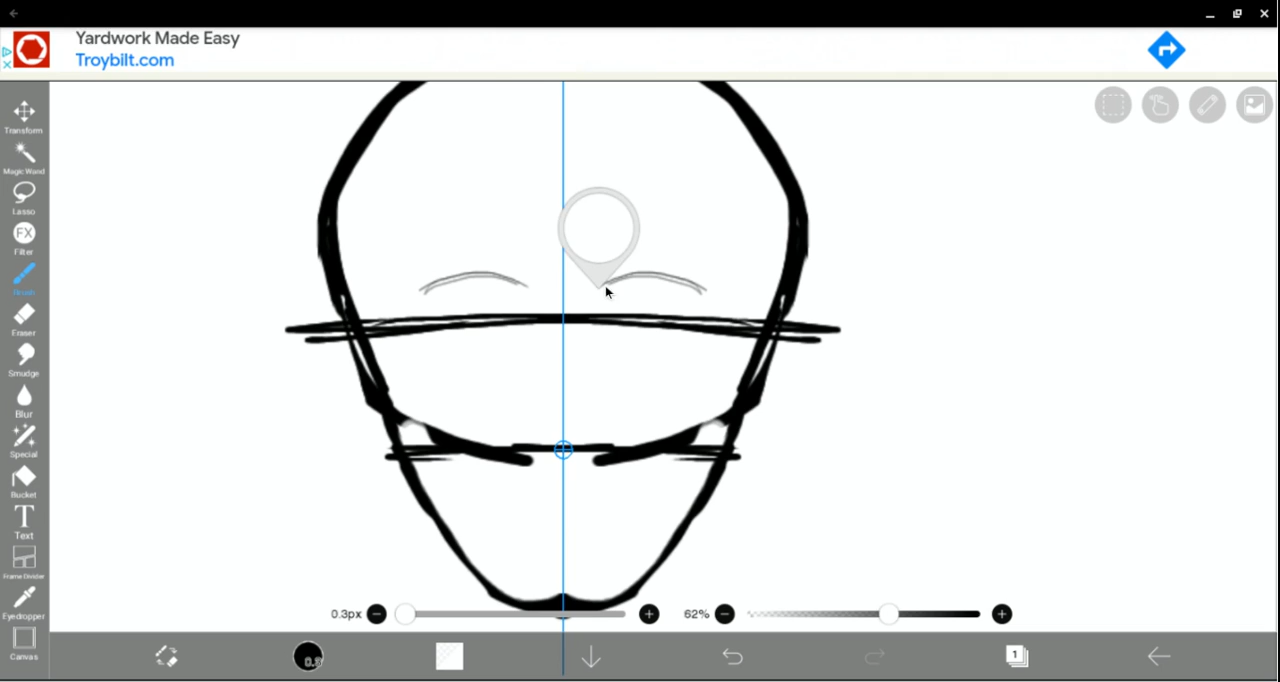 Yardwork Made Easy
Troybilt.com
Transform
Magic Wand
Lasso
FX
Filter
Brush
Eraser
Smudge
Blur
Special
Bucket
T
Text
Frame Divider
Eyedropper
Canvas
0.3px
62%
1